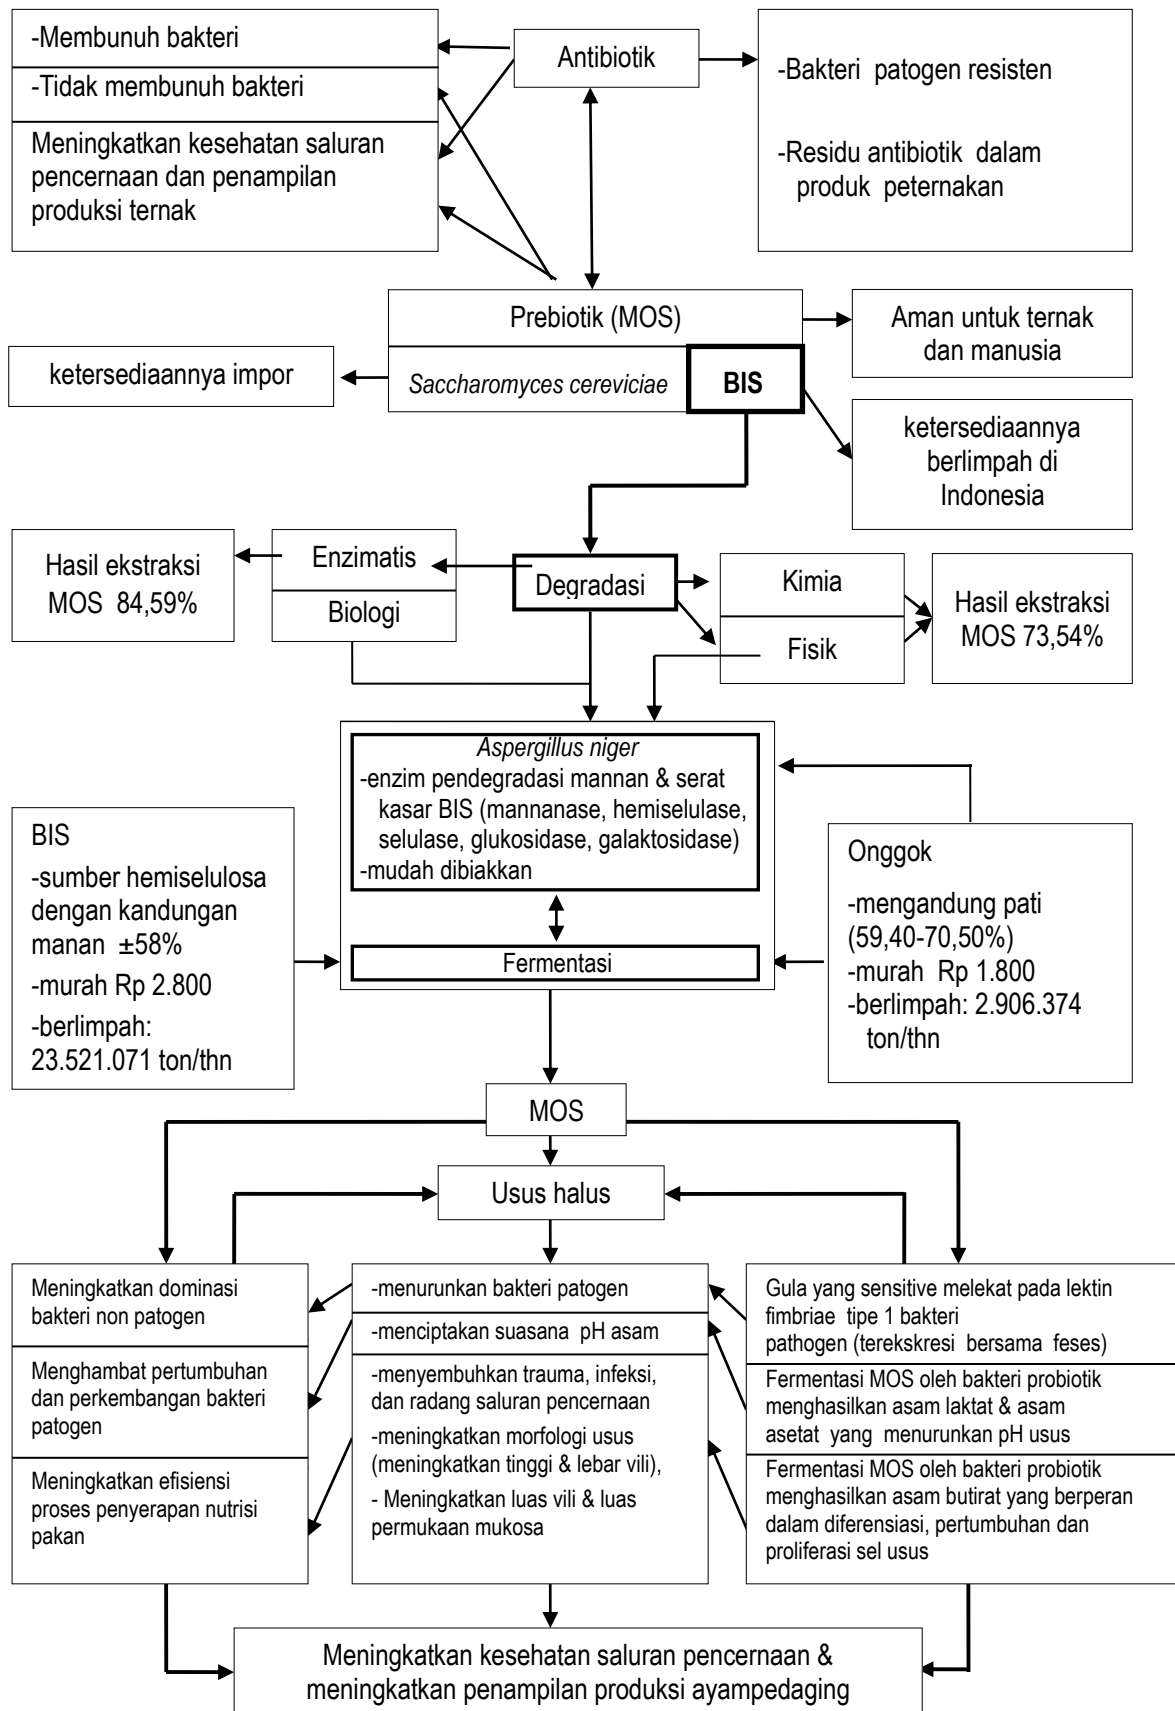 -Membunuh bakteri
-Tidak membunuh bakteri
Meningkatkan kesehatan saluran
pencernaan dan penampilan
produksi ternak
Antibiotik
-Bakteri patogen resisten
-Residu antibiotik dalam
produk peternakan
Prebiotik (MOS)
Saccharomyces cereviciae
BIS
Aman untuk ternak
dan manusia
ketersediaannya impor
ketersediaannya
berlimpah di
Indonesia
Hasil ekstraksi
MOS 84,59%
Enzimatis
Biologi
Degradasi
Kimia
Fisik
Hasil ekstraksi
MOS 73,54%
Aspergillus niger
-enzim pendegradasi mannan & serat
kasar BIS (mannanase, hemiselulase,
selulase, glukosidase, galaktosidase)
-mudah dibiakkan
Fermentasi
BIS
-sumber hemiselulosa
dengan kandungan
manan ±58%
-murah Rp 2.800
-berlimpah:
23.521.071 ton/thn
Onggok
-mengandung pati
(59,40-70,50%)
-murah Rp 1.800
-berlimpah: 2.906.374
ton/thn
MOS
Usus halus
Meningkatkan dominasi
bakteri non patogen
Menghambat pertumbuhan
dan perkembangan bakteri
patogen
Meningkatkan efisiensi
proses penyerapan nutrisi
pakan
-menurunkan bakteri patogen
-menciptakan suasana pH asam
-menyembuhkan trauma, infeksi,
dan radang saluran pencernaan
-meningkatkan morfologi usus
(meningkatkan tinggi & lebar vili),
- Meningkatkan luas vili & luas
permukaan mukosa
Gula yang sensitive melekat pada lektin
fimbriae tipe 1 bakteri
pathogen (terekskresi bersama feses)
Fermentasi MOS oleh bakteri probiotik
menghasilkan asam laktat & asam
asetat yang menurunkan pH usus
Fermentasi MOS oleh bakteri probiotik
menghasilkan asam butirat yang berperan
dalam diferensiasi, pertumbuhan dan
proliferasi sel usus
Meningkatkan kesehatan saluran pencernaan &
meningkatkan penampilan produksi ayampedaging